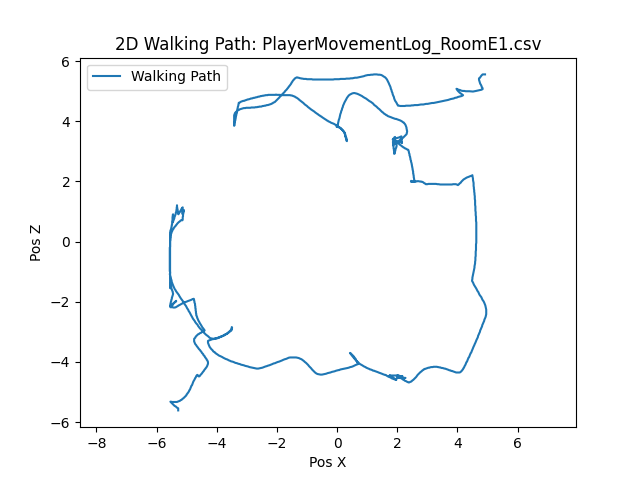 2D Walking Path: PlayerMovementLog_RoomE1.csv
Walking Path
6
4
2
0
−2
−4
−6
Pos Z
−8 −6 −4 −2 0 2 4 6
Pos X